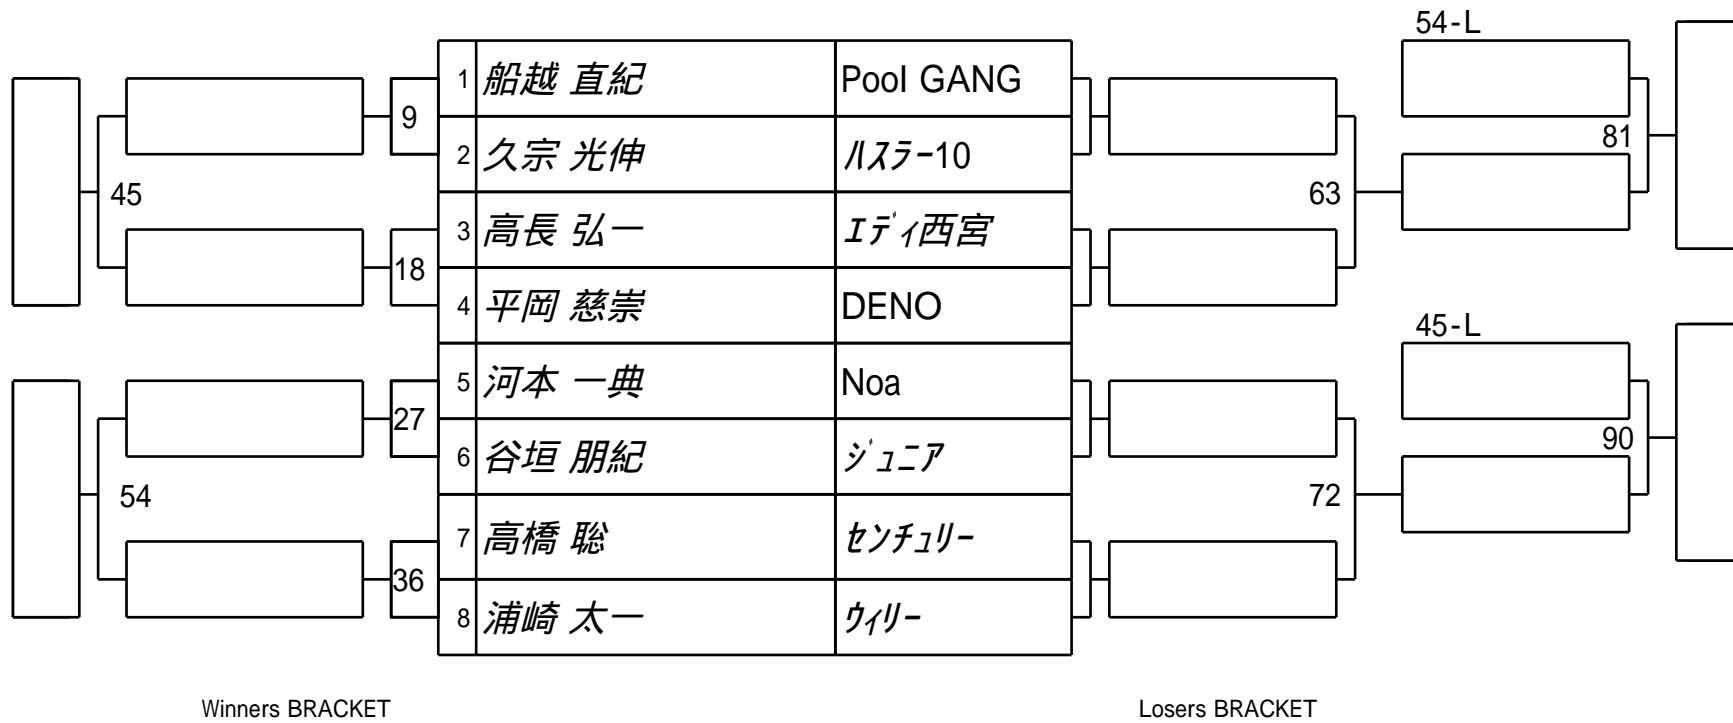 54-L
1 船越 直紀 Pool GANG
9
81
2 久宗 光伸 ﾊｽﾗｰ10
45
63
3 高長 弘一 ｴﾃﾞｨ西宮
18
4 平岡 慈崇 DENO
45-L
5 河本 一典 Noa
27
90
6 谷垣 朋紀 ｼﾞｭﾆｱ
54
72
7 高橋 聡 ｾﾝﾁｭﾘｰ
36
8 浦崎 太一 ｳｨﾘｰ
Winners BRACKET Losers BRACKET